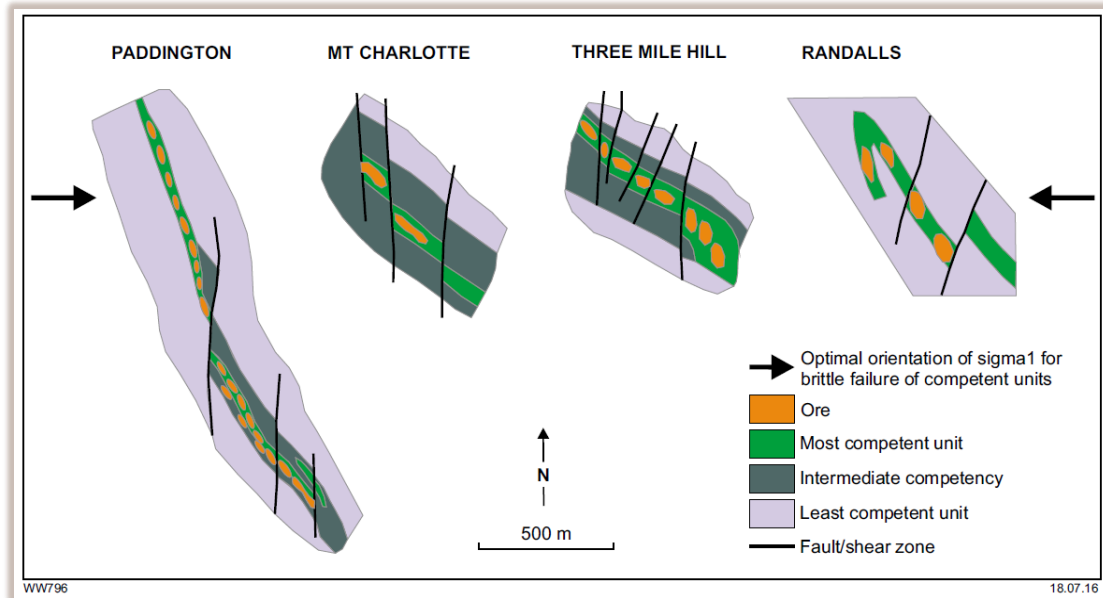 PADDINGTON
MT CHARLOTTE
THREE MILE HILL
RANDALLS
Optimal orientation of sigma1 for
brittle failure of competent units
Ore
Most competent unit
Intermediate competency
Least competent unit
Fault/shear zone
N
500 m
WW796
18.07.16